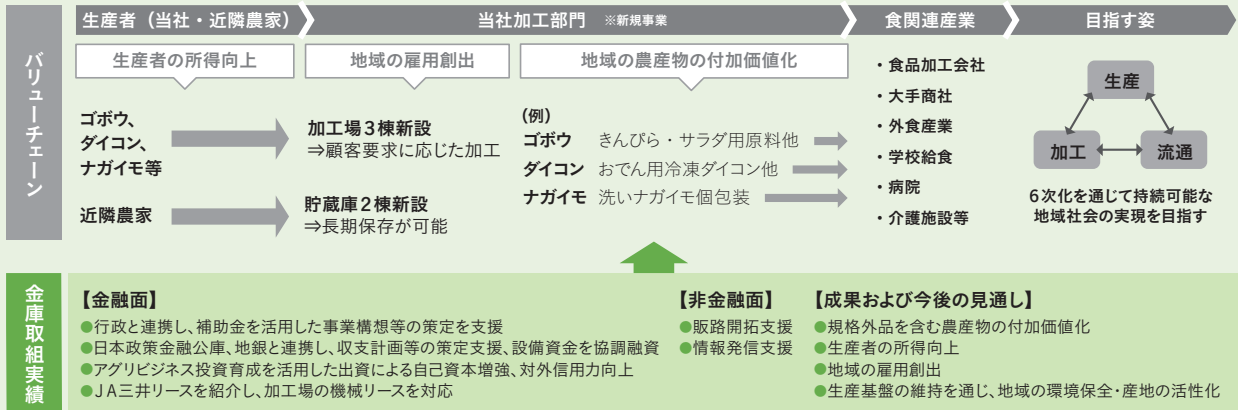 バリューチェーン
生産者（当社・近隣農家）
当社加工部門 ※新規事業
食関連産業
目指す姿
生産者の所得向上
地域の雇用創出
地域の農産物の付加価値化
ゴボウ、
ダイコン、
ナガイモ等
近隣農家
加工場３棟新設
⇒顧客要求に応じた加工
貯蔵庫２棟新設
⇒長期保存が可能
(例)
ゴボウ きんぴら・サラダ用原料他
ダイコン おでん用冷凍ダイコン他
ナガイモ 洗いナガイモ個包装
・食品加工会社
・大手商社
・外食産業
・学校給食
・病院
・介護施設等
生産
加工
流通
６次化を通じて持続可能な
地域社会の実現を目指す
金庫取組実績
【金融面】
●行政と連携し、補助金を活用した事業構想等の策定を支援
●日本政策金融公庫、地銀と連携し、収支計画等の策定支援、設備資金を協調融資
●アグリビジネス投資育成を活用した出資による自己資本増強、対外信用力向上
●ＪＡ三井リースを紹介し、加工場の機械リースを対応
【非金融面】
●販路開拓支援
●情報発信支援
【成果および今後の見通し】
●規格外品を含む農産物の付加価値化
●生産者の所得向上
●地域の雇用創出
●生産基盤の維持を通じ、地域の環境保全・産地の活性化